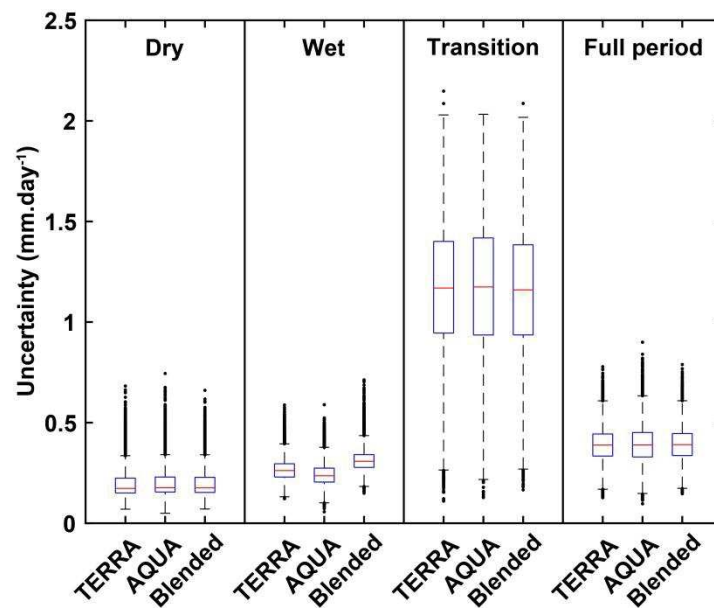 Dry Wet Transition Full period
Uncertainty (mm.day⁻¹)
2.5
2
1.5
1
0.5
0
TERRA AQUA Blended TERRA AQUA Blended TERRA AQUA Blended TERRA AQUA Blended